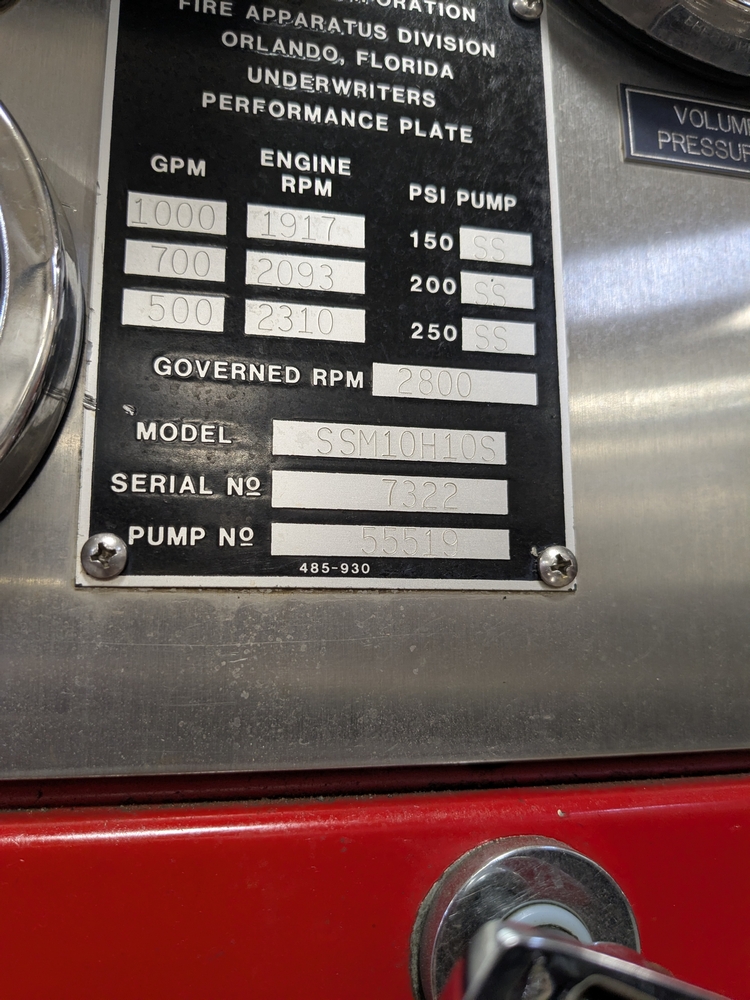 FIRE APPARATUS DIVISION
ORLANDO, FLORIDA
UNDERWRITERS
PERFORMANCE PLATE
GPM ENGINE RPM PSI PUMP
1000 1917 150 SS
700 2093 200 SS
500 2310 250 SS
GOVERNED RPM 2800
MODEL SSM10H10S
SERIAL Nº 7322
PUMP Nº 55519
485-930